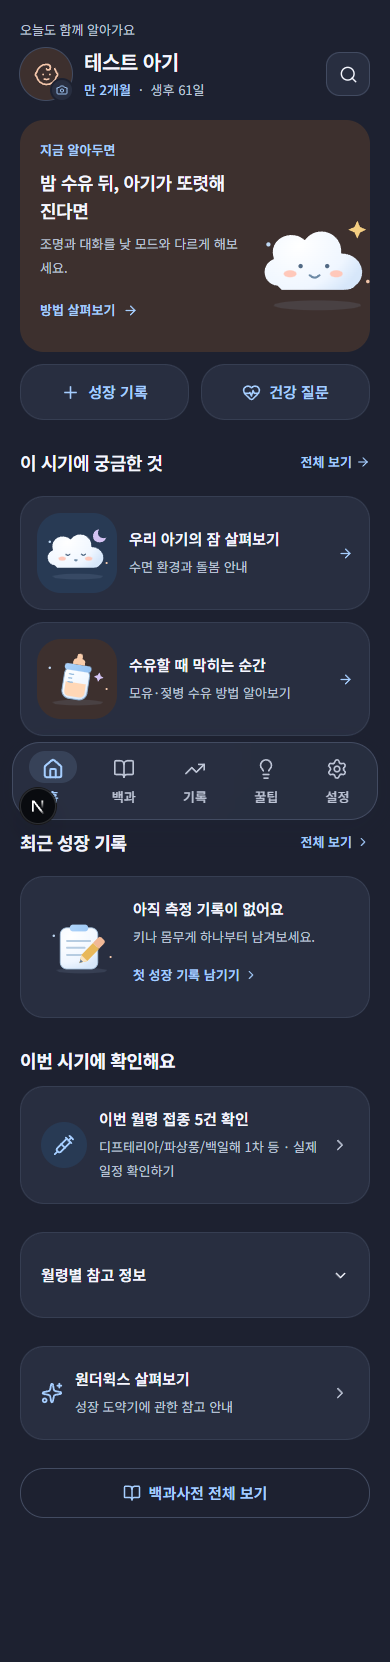 오늘도 함께 알아가요
테스트 아기
만 2개월 · 생후 61일
지금 알아두면
밤 수유 뒤, 아기가 또렷해
진다면
조명과 대화를 낮 모드와 다르게 해보
세요.
방법 살펴보기
성장 기록
건강 질문
이 시기에 궁금한 것
전체 보기
우리 아기의 잠 살펴보기
수면 환경과 돌봄 안내
수유할 때 막히는 순간
모유·젖병 수유 방법 알아보기
N
백과
기록
꿀팁
설정
최근 성장 기록
전체 보기
아직 측정 기록이 없어요
키나 몸무게 하나부터 남겨보세요.
첫 성장 기록 남기기
이번 시기에 확인해요
이번 월령 접종 5건 확인
디프테리아/파상풍/백일해 1차 등 · 실제
일정 확인하기
월령별 참고 정보
원더윅스 살펴보기
성장 도약기에 관한 참고 안내
백과사전 전체 보기